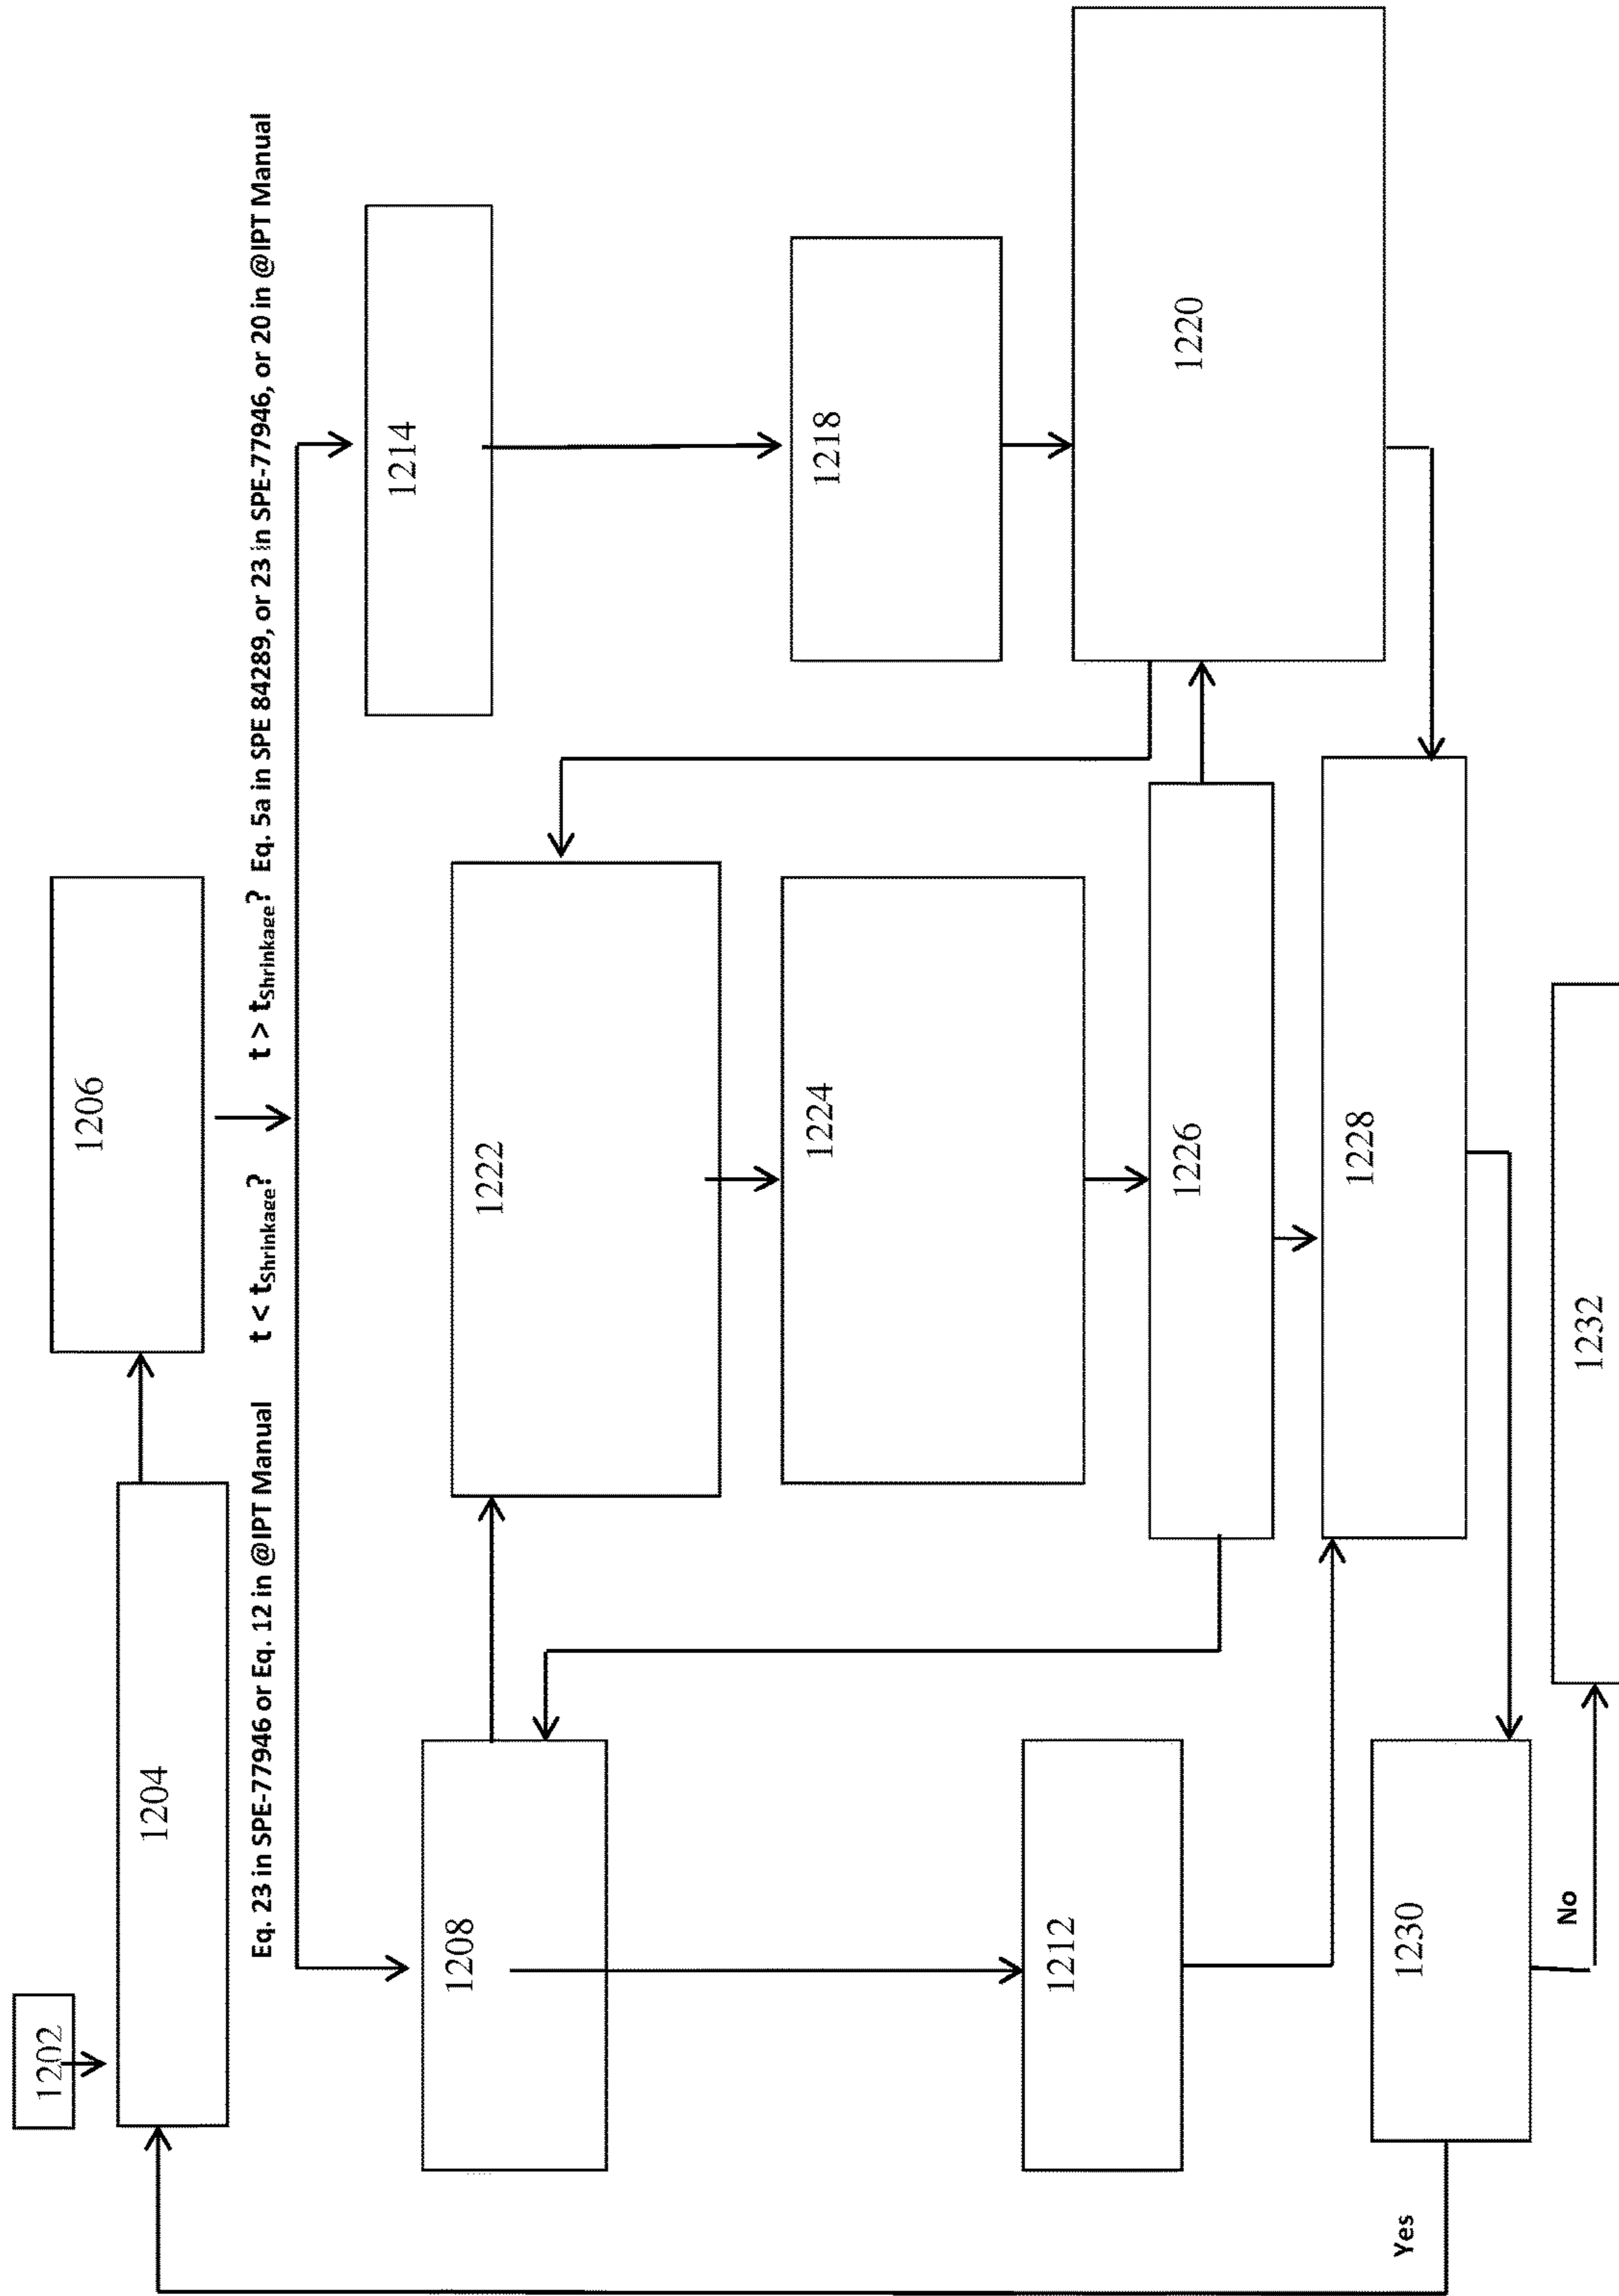 1202
1204
1206
Eq. 23 in SPE-77946 or Eq. 12 in @IPT Manual
t < tShrinkage?
t > tShrinkage?
Eq. 5a in SPE 84289, or 23 in SPE-77946, or 20 in @IPT Manual
1208
1222
1214
1224
1218
1212
1226
1220
1228
1230
Yes
No
1232